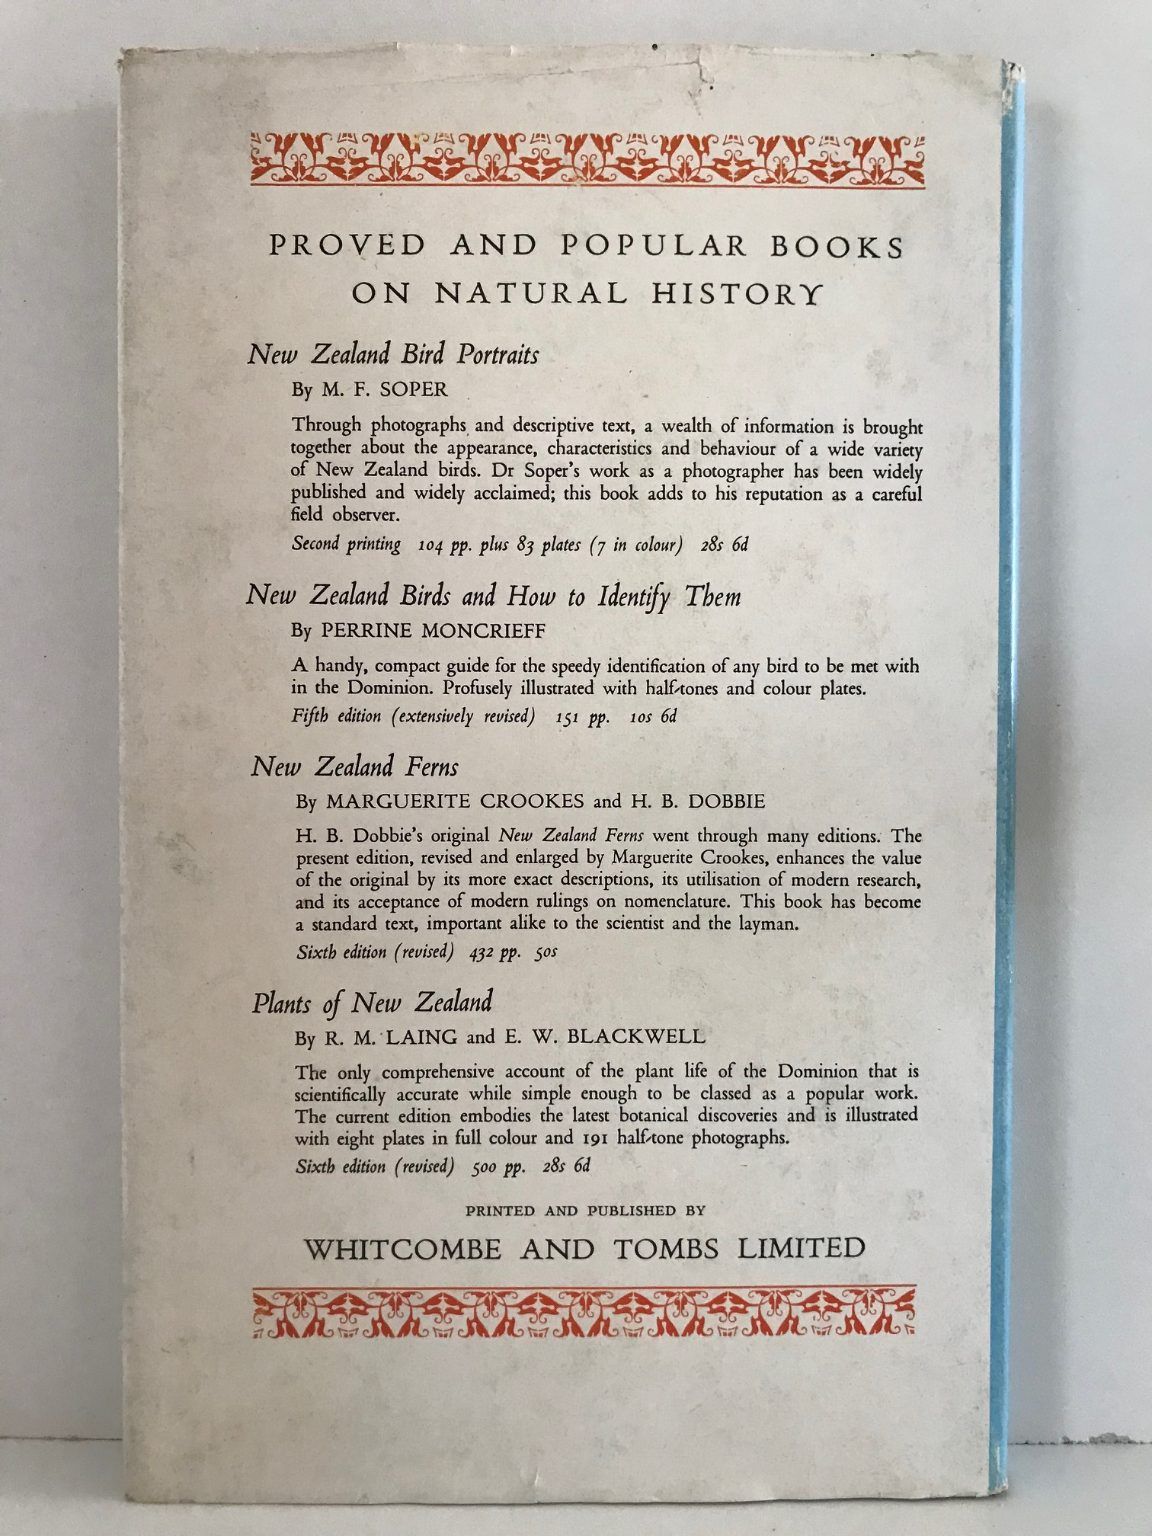 PROVED AND POPULAR BOOKS
ON NATURAL HISTORY
New Zealand Bird Portraits
By M. F. SOPER
Through photographs and descriptive text, a wealth of information is brought
together about the appearance, characteristics and behaviour of a wide variety
of New Zealand birds. Dr Soper's work as a photographer has been widely
published and widely acclaimed; this book adds to his reputation as a careful
field observer.
Second printing 104 pp. plus 83 plates (7 in colour) 28s 6d
New Zealand Birds and How to Identify Them
By PERRINE MONCRIEFF
A handy, compact guide for the speedy identification of any bird to be met with
in the Dominion. Profusely illustrated with half-tones and colour plates.
Fifth edition (extensively revised) 151 pp. 10s 6d
New Zealand Ferns
By MARGUERITE CROOKES and H. B. DOBBIE
H. B. Dobbie's original New Zealand Ferns went through many editions. The
present edition, revised and enlarged by Marguerite Crookes, enhances the value
of the original by its more exact descriptions, its utilisation of modern research,
and its acceptance of modern rulings on nomenclature. This book has become
a standard text, important alike to the scientist and the layman.
Sixth edition (revised) 432 pp. 50s
Plants of New Zealand
By R. M. LAING and E. W. BLACKWELL
The only comprehensive account of the plant life of the Dominion that is
scientifically accurate while simple enough to be classed as a popular work.
The current edition embodies the latest botanical discoveries and is illustrated
with eight plates in full colour and 191 half-tone photographs.
Sixth edition (revised) 500 pp. 28s 6d
PRINTED AND PUBLISHED BY
WHITCOMBE AND TOMBS LIMITED